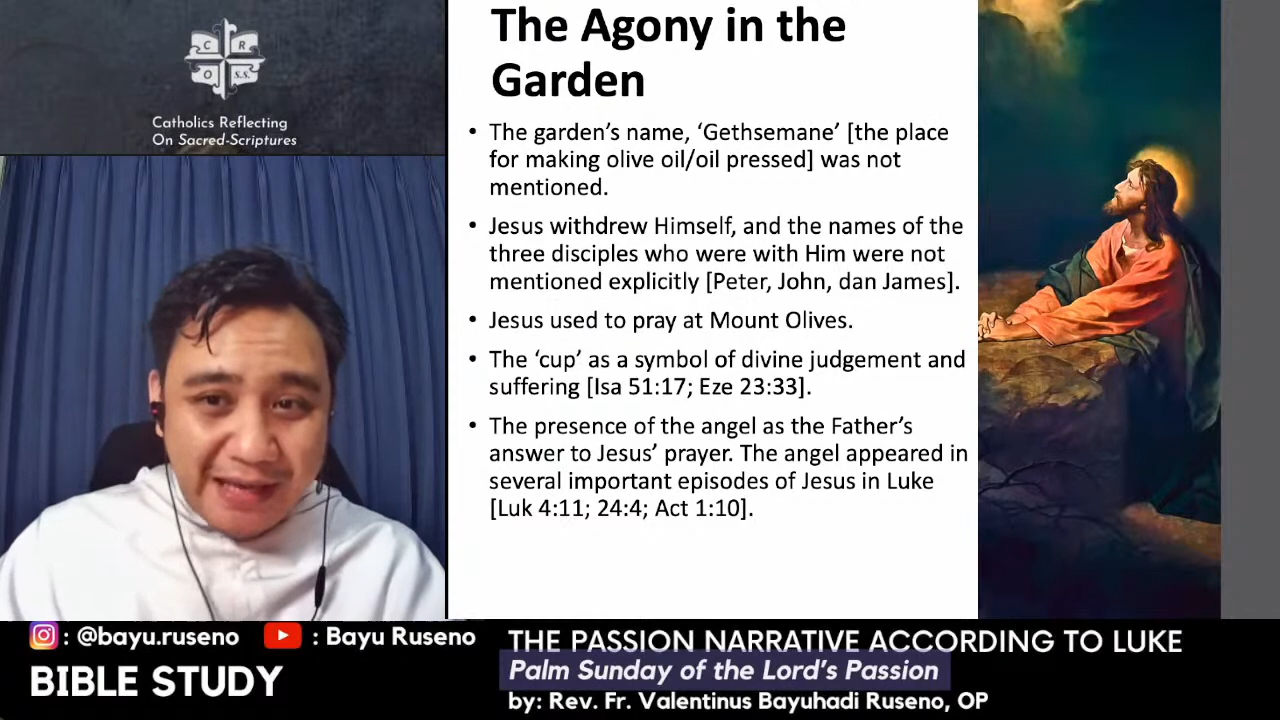 C R
O S.S.
Catholics Reflecting
On Sacred-Scriptures
The Agony in the
Garden
• The garden’s name, ‘Gethsemane’ [the place
for making olive oil/oil pressed] was not
mentioned.
• Jesus withdrew Himself, and the names of the
three disciples who were with Him were not
mentioned explicitly [Peter, John, dan James].
• Jesus used to pray at Mount Olives.
• The ‘cup’ as a symbol of divine judgement and
suffering [Isa 51:17; Eze 23:33].
• The presence of the angel as the Father’s
answer to Jesus’ prayer. The angel appeared in
several important episodes of Jesus in Luke
[Luk 4:11; 24:4; Act 1:10].
: @bayu.ruseno : Bayu Ruseno
BIBLE STUDY
THE PASSION NARRATIVE ACCORDING TO LUKE
Palm Sunday of the Lord’s Passion
by: Rev. Fr. Valentinus Bayuhadi Ruseno, OP